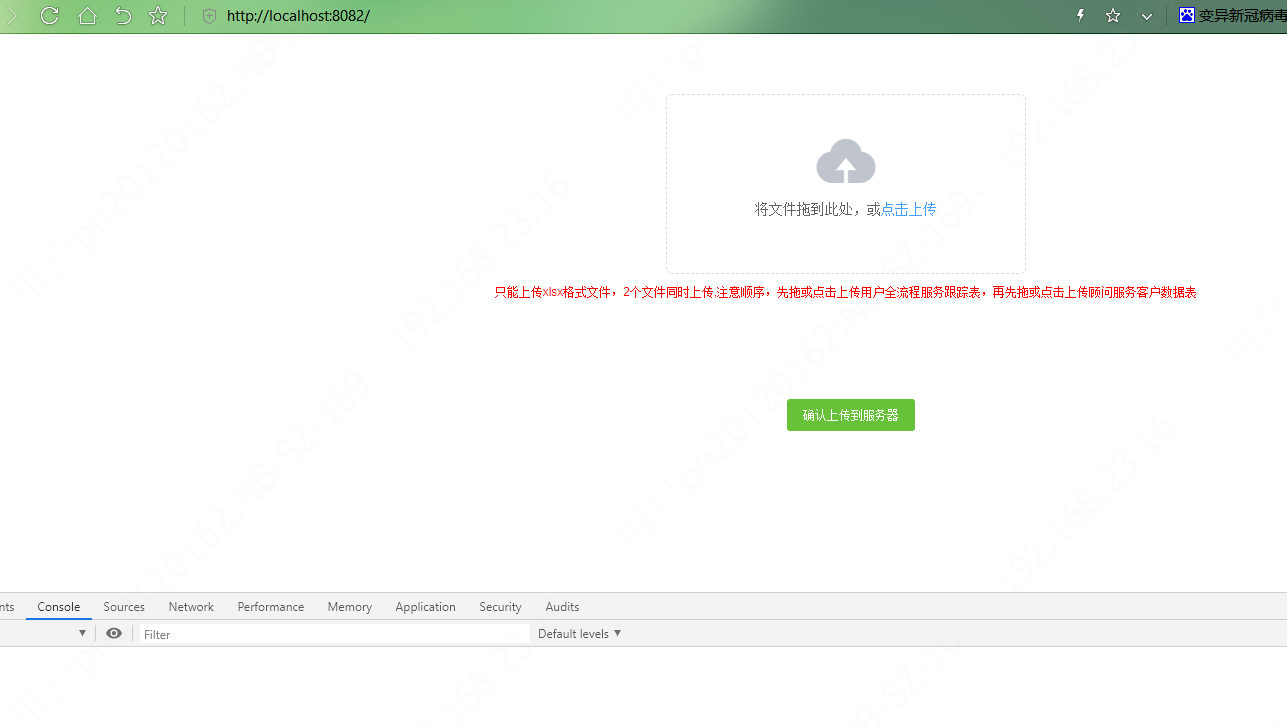 http://localhost:8082/
变异新冠病毒
将文件拖到此处，或点击上传
只能上传xlsx格式文件，2个文件同时上传,注意顺序，先拖或点击上传用户全流程服务跟踪表，再先拖或点击上传顾问服务客户数据表
确认上传到服务器
nts Console Sources Network Performance Memory Application Security Audits
Filter Default levels